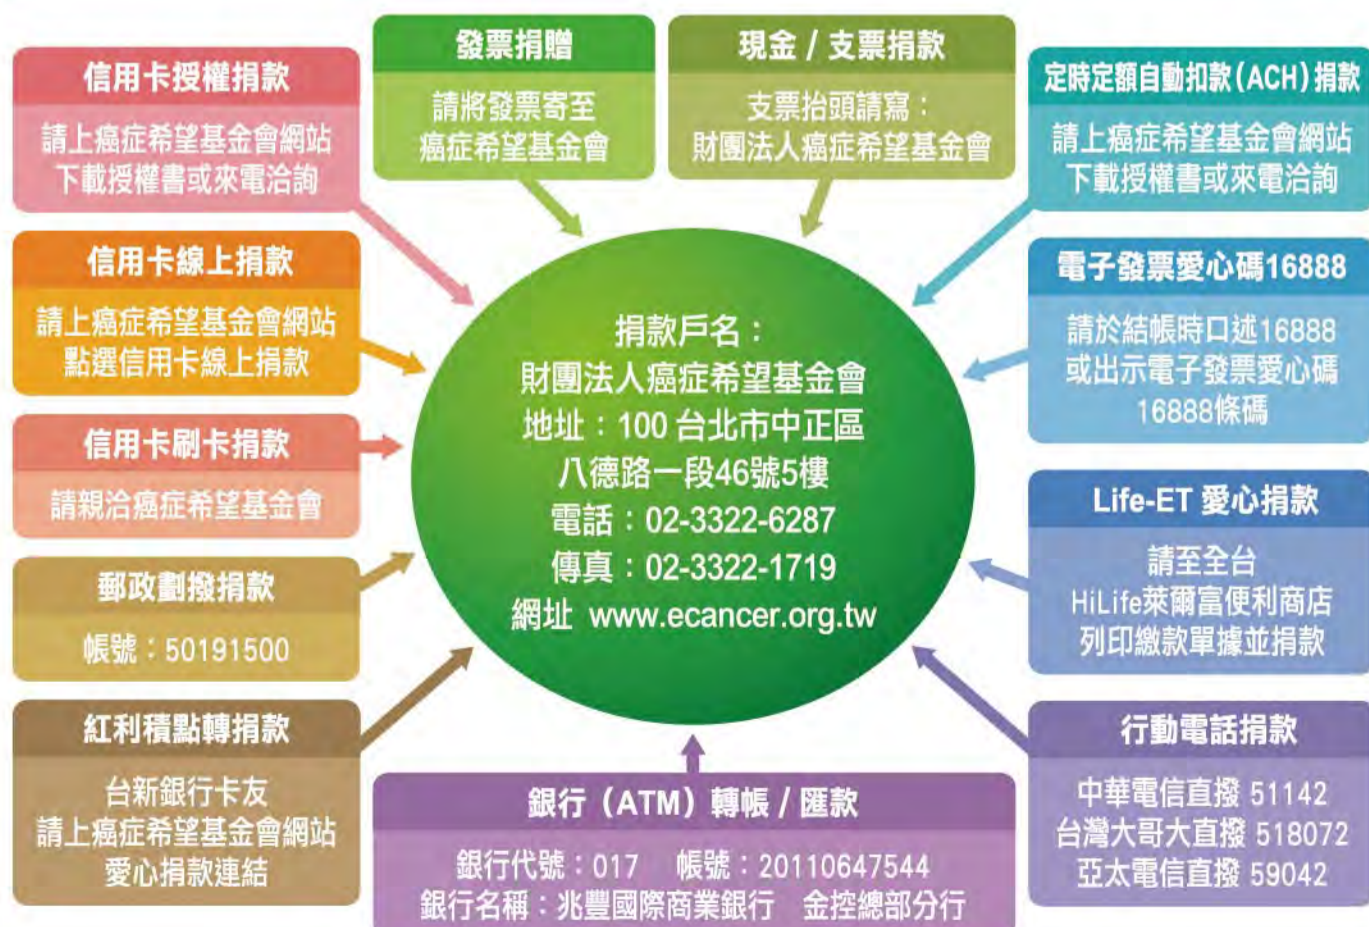 信用卡授權捐款
請上癌症希望基金會網站
下載授權書或來電洽詢
發票捐贈
請將發票寄至
癌症希望基金會
現金 / 支票捐款
支票抬頭請寫：
財團法人癌症希望基金會
定時定額自動扣款(ACH)捐款
請上癌症希望基金會網站
下載授權書或來電洽詢
信用卡線上捐款
請上癌症希望基金會網站
點選信用卡線上捐款
信用卡刷卡捐款
請親洽癌症希望基金會
郵政劃撥捐款
帳號：50191500
紅利積點轉捐款
台新銀行卡友
請上癌症希望基金會網站
愛心捐款連結
捐款戶名：
財團法人癌症希望基金會
地址：100 台北市中正區
八德路一段46號5樓
電話：02-3322-6287
傳真：02-3322-1719
網址 www.ecancer.org.tw
電子發票愛心碼16888
請於結帳時口述16888
或出示電子發票愛心碼
16888條碼
Life-ET 愛心捐款
請至全台
HiLife萊爾富便利商店
列印繳款單據並捐款
行動電話捐款
中華電信直撥 51142
台灣大哥大直撥 518072
亞太電信直撥 59042
銀行（ATM）轉帳 / 匯款
銀行代號：017 帳號：20110647544
銀行名稱：兆豐國際商業銀行 金控總部分行